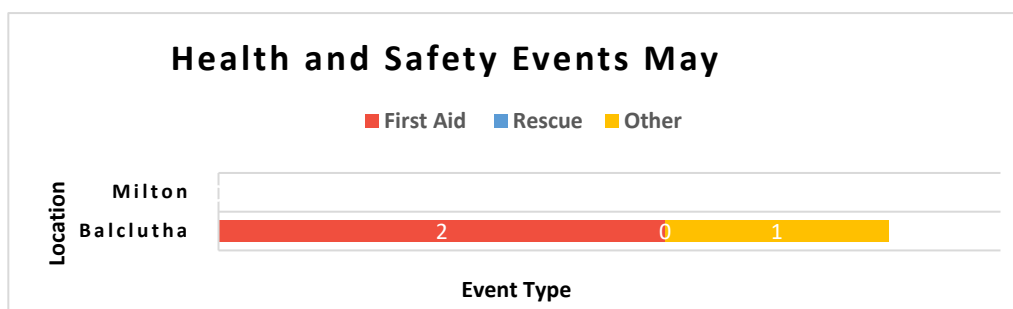 Health and Safety Events May
First Aid Rescue Other
Location
Milton
Balclutha
2 0 1
Event Type